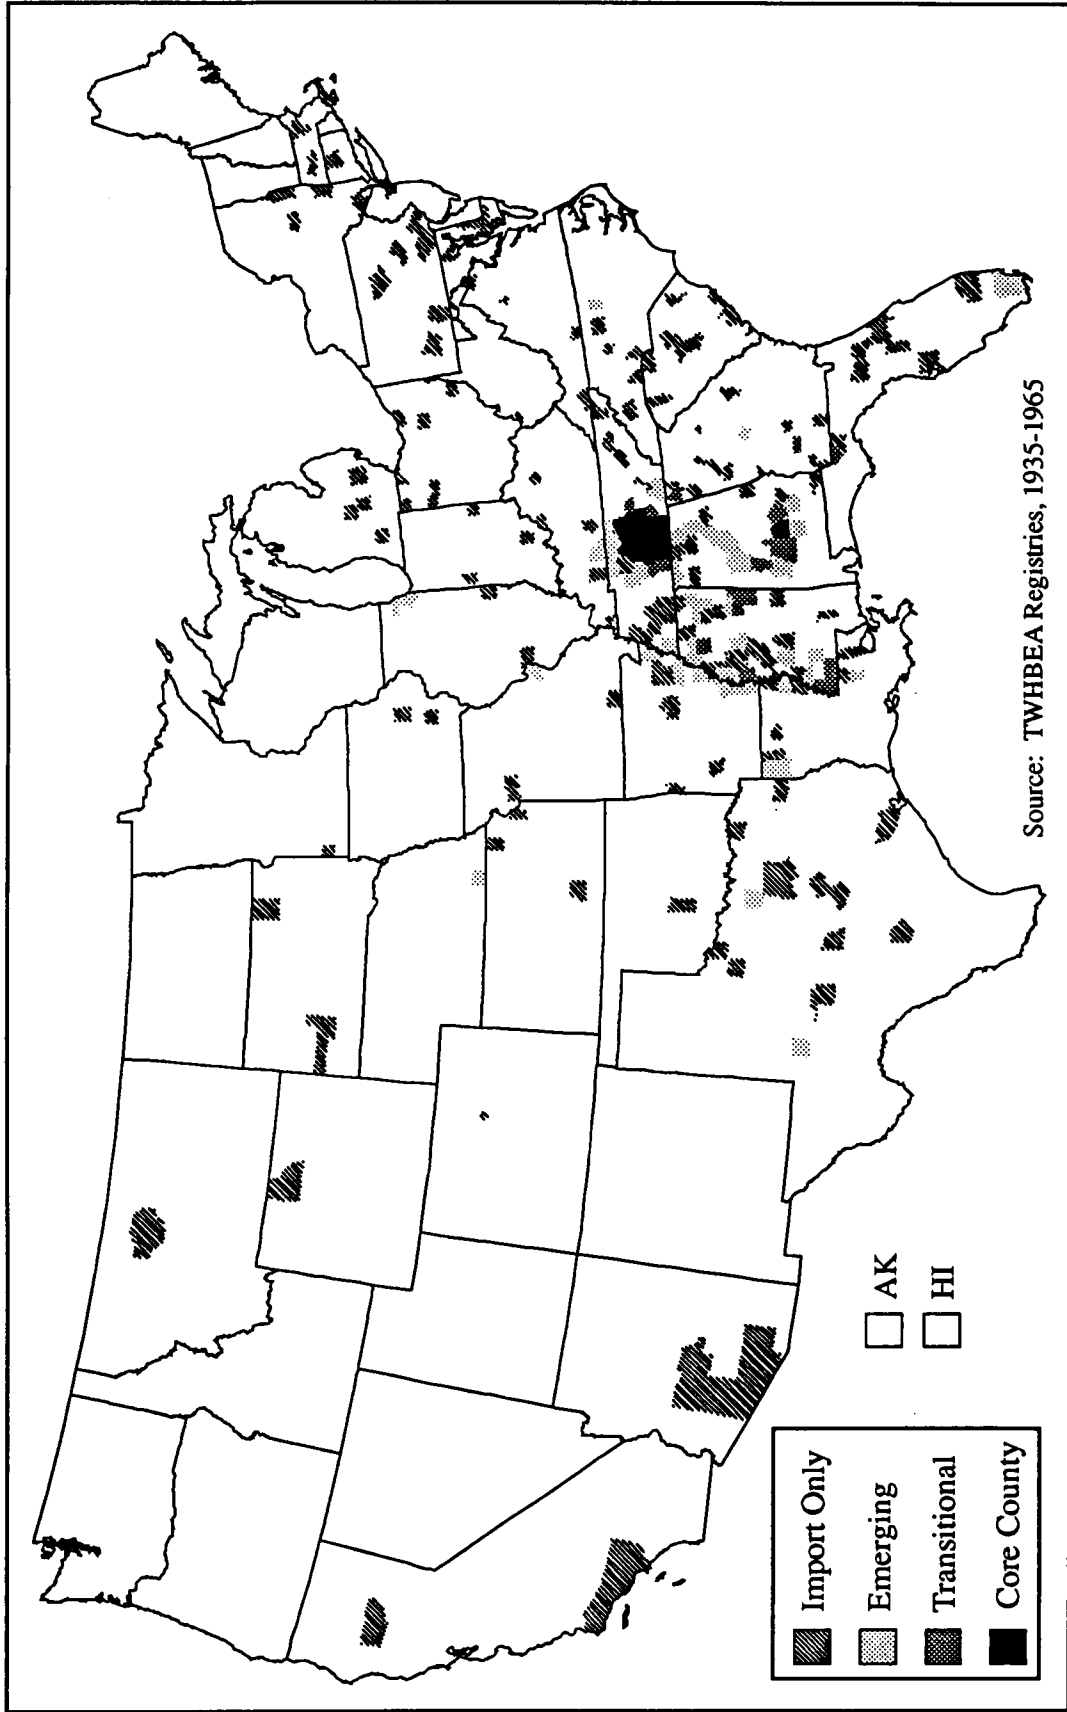 Import Only
Emerging
Transitional
Core County
AK
HI
Source: TWHBEA Registries, 1935-1965